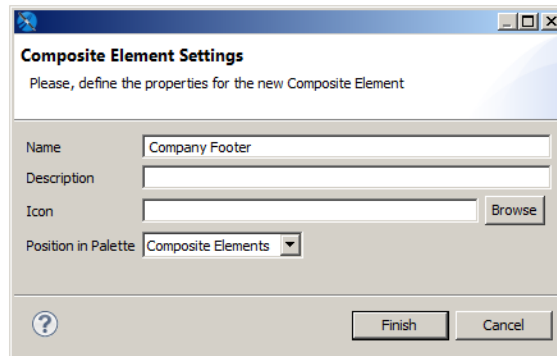 Composite Element Settings
Please, define the properties for the new Composite Element
Name Company Footer
Description
Icon Browse
Position in Palette Composite Elements
? Finish Cancel